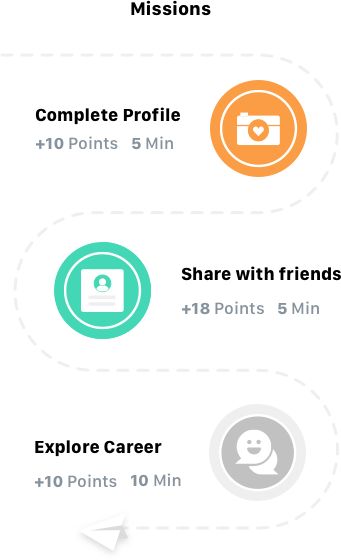 Missions
Complete Profile
+10 Points 5 Min
Share with friends
+18 Points 5 Min
Explore Career
+10 Points 10 Min